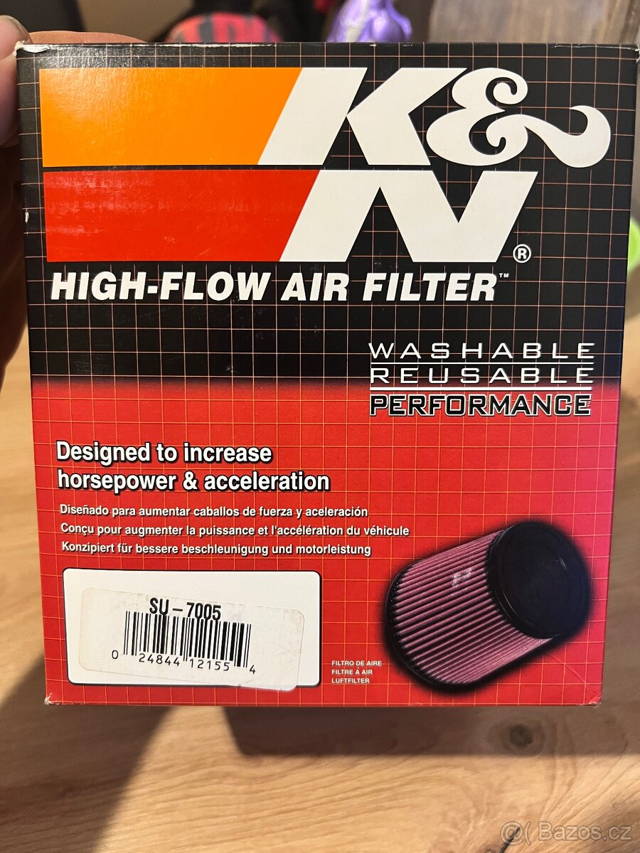 K&N®
HIGH-FLOW AIR FILTER™
WASHABLE
REUSABLE
PERFORMANCE
Designed to increase
horsepower & acceleration
Diseñado para aumentar caballos de fuerza y aceleración
Conçu pour augmenter la puissance et l'accélération du véhicule
Konzipiert für bessere beschleunigung und motorleistung
SU-7005
0 24844 12155 4
FILTRO DE AIRE
FILTRE À AIR
LUFTFILTER
Bazoš.cz